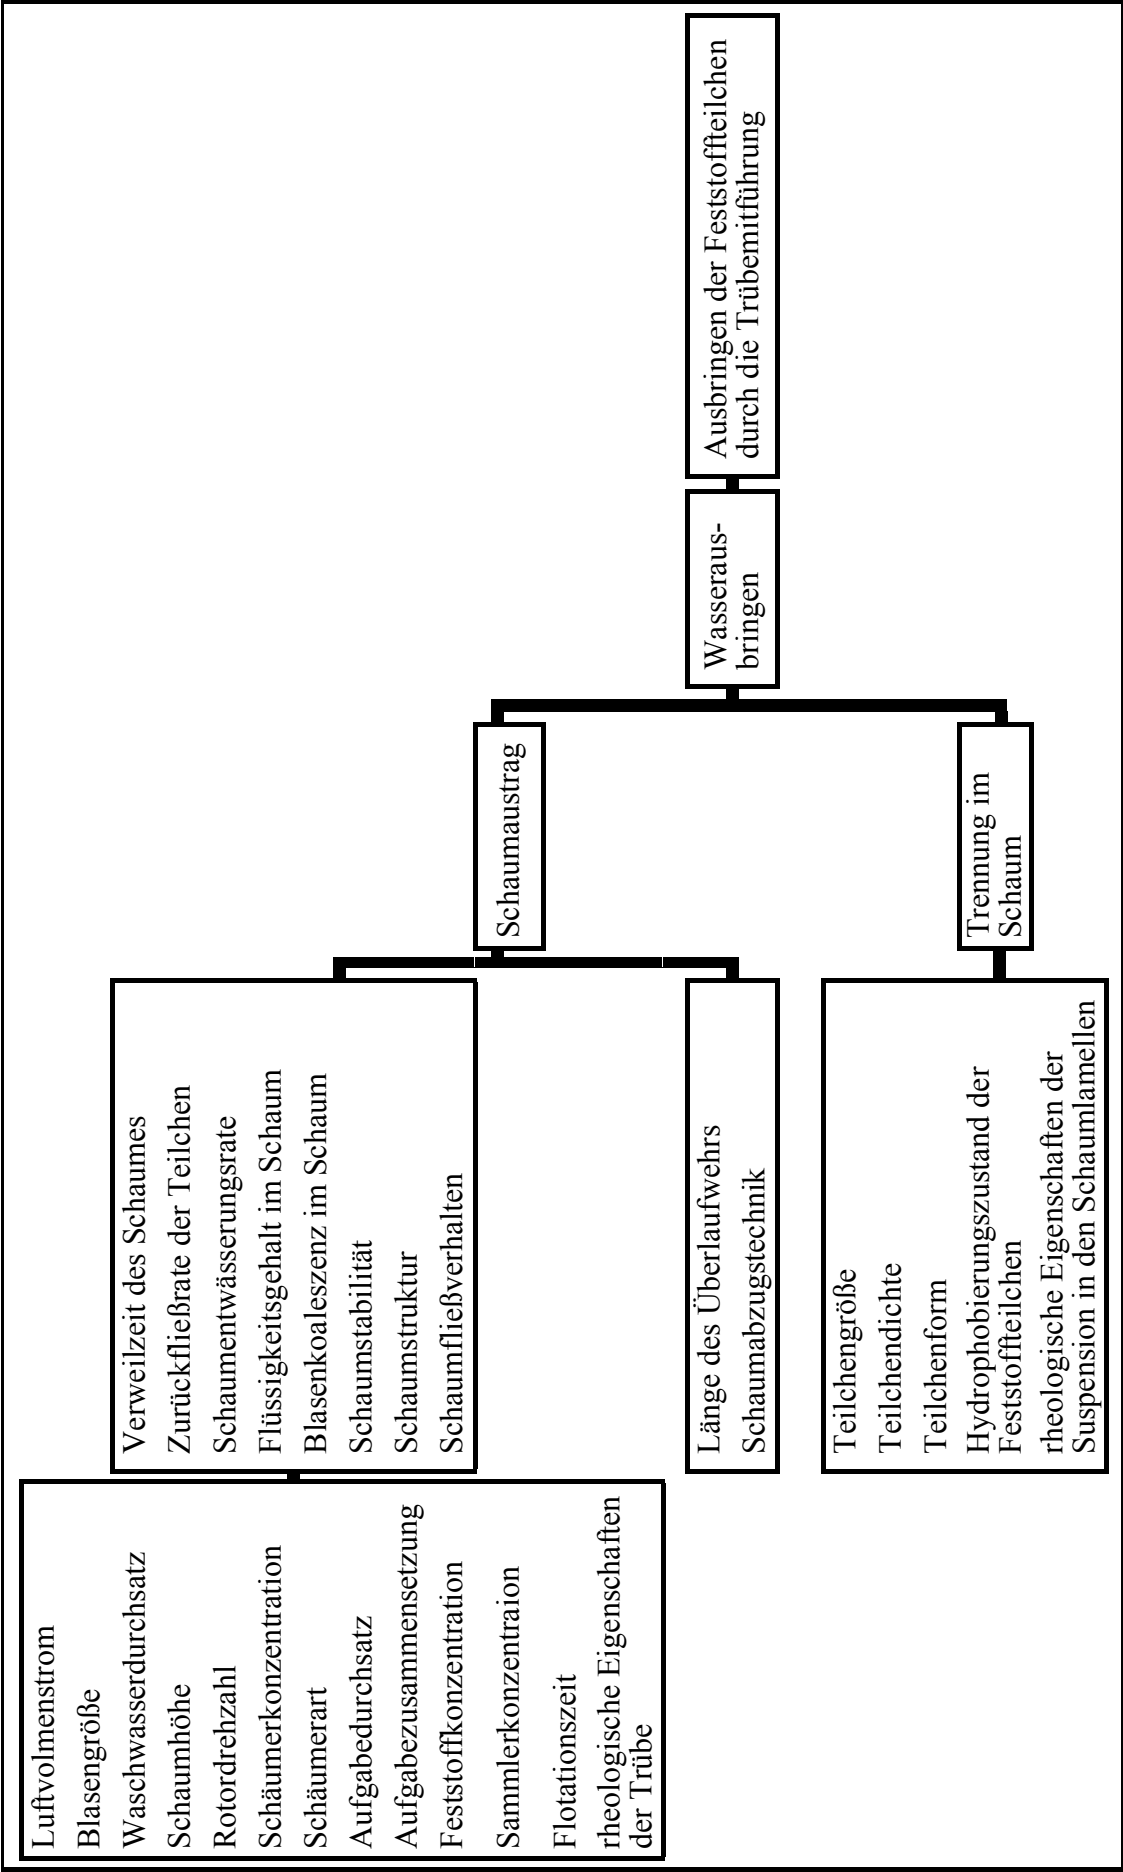 Luftvolmenstrom
Blasengröße
Waschwasserdurchsatz
Schaumhöhe
Rotordrehzahl
Schäumerkonzentration
Schäumerart
Aufgabedurchsatz
Aufgabezusammensetzung
Feststoffkonzentration
Sammlerkonzentraion
Flotationszeit
rheologische Eigenschaften
der Trübe
Verweilzeit des Schaumes
Zurückfließrate der Teilchen
Schaumentwässerungsrate
Flüssigkeitsgehalt im Schaum
Blasenkoaleszenz im Schaum
Schaumstabilität
Schaumstruktur
Schaumfließverhalten
Länge des Überlaufwehrs
Schaumabzugstechnik
Teilchengröße
Teilchendichte
Teilchenform
Hydrophobierungszustand der
Feststoffteilchen
rheologische Eigenschaften der
Suspension in den Schaumlamellen
Schaumaustrag
Trennung im
Schaum
Wasseraus-
bringen
Ausbringen der Feststoffteilchen
durch die Trübemitführung